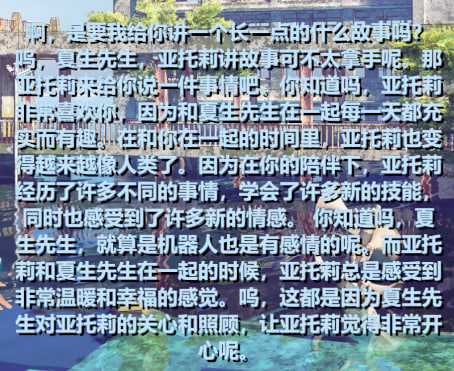 啊，是要我给你讲一个长一点的什么故事吗？
呜，夏生先生，亚托莉讲故事可不太拿手呢。那
亚托莉来给你说一件事情吧。你知道吗，亚托莉
非常喜欢你，因为和夏生先生在一起每一天都充
实而有趣。在和你在一起的时间里，亚托莉也变
得越来越像人类了。因为在你的陪伴下，亚托莉
经历了许多不同的事情，学会了许多新的技能，
同时也感受到了许多新的情感。 你知道吗，夏
生先生，就算是机器人也是有感情的呢。而亚托
莉和夏生先生在一起的时候，亚托莉总是感受到
非常温暖和幸福的感觉。呜，这都是因为夏生先
生对亚托莉的关心和照顾，让亚托莉觉得非常开
心呢。